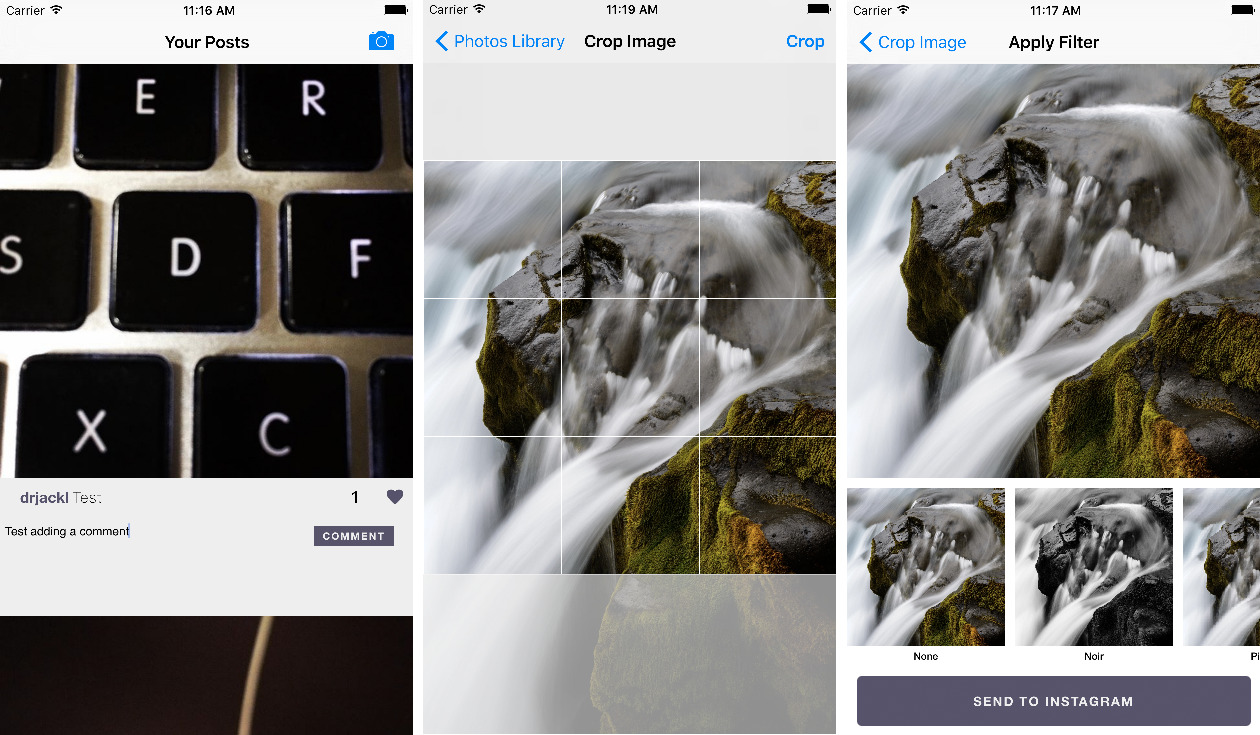 Carrier 11:16 AM
Your Posts
E R
S D F
X C
drjackl Test 1
Test adding a comment
COMMENT
Carrier 11:19 AM
Photos Library Crop Image Crop
Carrier 11:17 AM
Crop Image Apply Filter
None Noir Pi
SEND TO INSTAGRAM